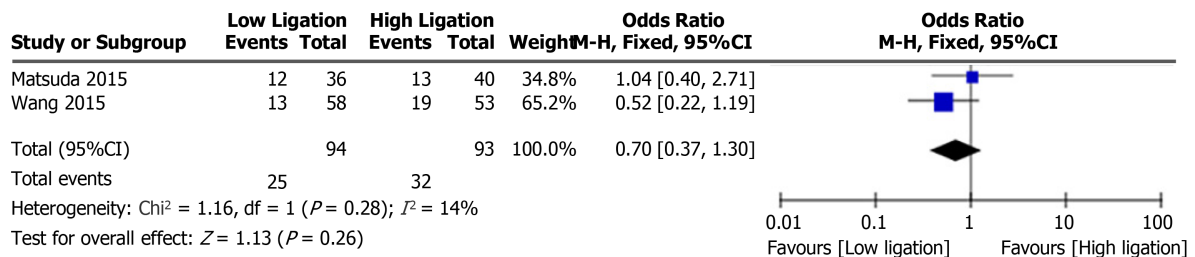 Low Ligation High Ligation Odds Ratio Odds Ratio
Study or Subgroup Events Total Events Total Weight M-H, Fixed, 95%CI M-H, Fixed, 95%CI
Matsuda 2015 12 36 13 40 34.8% 1.04 [0.40, 2.71]
Wang 2015 13 58 19 53 65.2% 0.52 [0.22, 1.19]
Total (95%CI) 94 93 100.0% 0.70 [0.37, 1.30]
Total events 25 32
Heterogeneity: Chi² = 1.16, df = 1 (P = 0.28); I² = 14%
Test for overall effect: Z = 1.13 (P = 0.26)
0.01 0.1 1 10 100
Favours [Low ligation] Favours [High ligation]